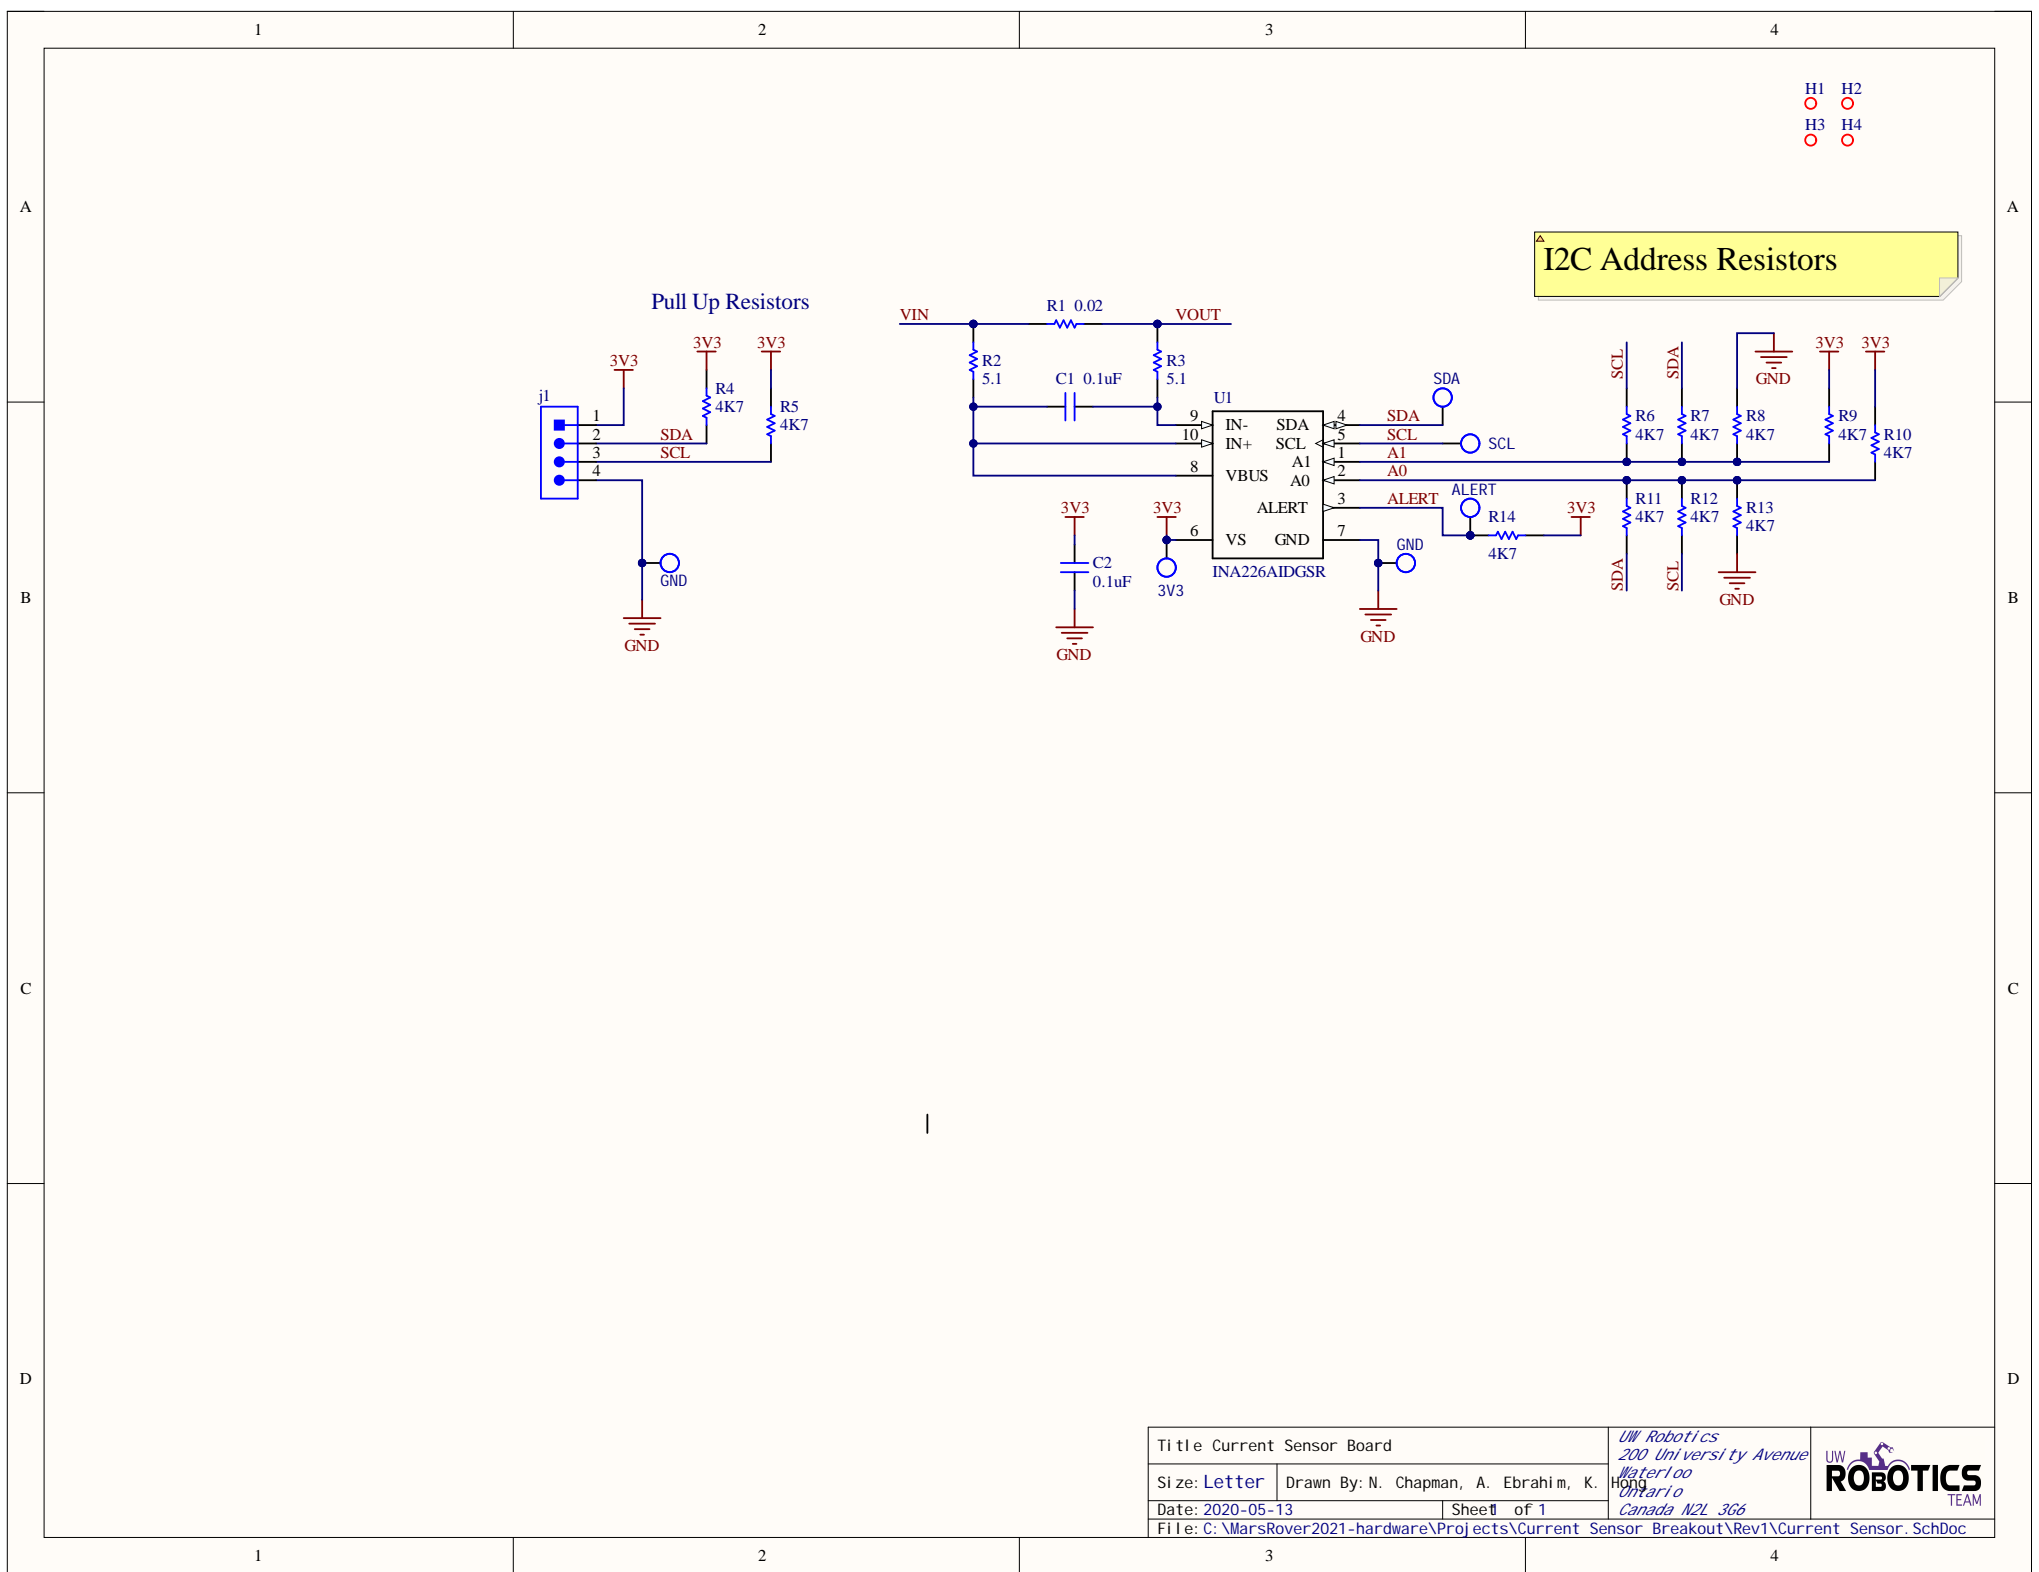 1 2 3 4
H1 H2
H3 H4
A A
I2C Address Resistors
Pull Up Resistors
VIN R1 0.02 VOUT
3V3 3V3 3V3
R4
4K7
R5
4K7
j1
1
2 SDA
3 SCL
4
GND
GND
R2
5.1
R3
5.1
C1 0.1uF
U1
9 IN-
10 IN+
8 VBUS
6 VS
SDA 4 SDA
SCL 5 SCL
A1 1 A1
A0 2 A0
ALERT 3 ALERT
GND 7
INA226AIDGSR
SDA
SCL
ALERT
R14
4K7
3V3
GND
GND
3V3
C2
0.1uF
GND
3V3
3V3
SCL SDA GND 3V3 3V3
R6
4K7
R7
4K7
R8
4K7
R9
4K7
R10
4K7
R11
4K7
R12
4K7
R13
4K7
SDA SCL GND
B B
C C
D D
Title Current Sensor Board
Size: Letter Drawn By: N. Chapman, A. Ebrahim, K. Hong
Date: 2020-05-13 Sheet 1 of 1
File: C:\MarsRover2021-hardware\Projects\Current Sensor Breakout\Rev1\Current Sensor.SchDoc
UW Robotics
200 University Avenue
Waterloo
Ontario
Canada N2L 3G6
UW
ROBOTICS
TEAM
1 2 3 4